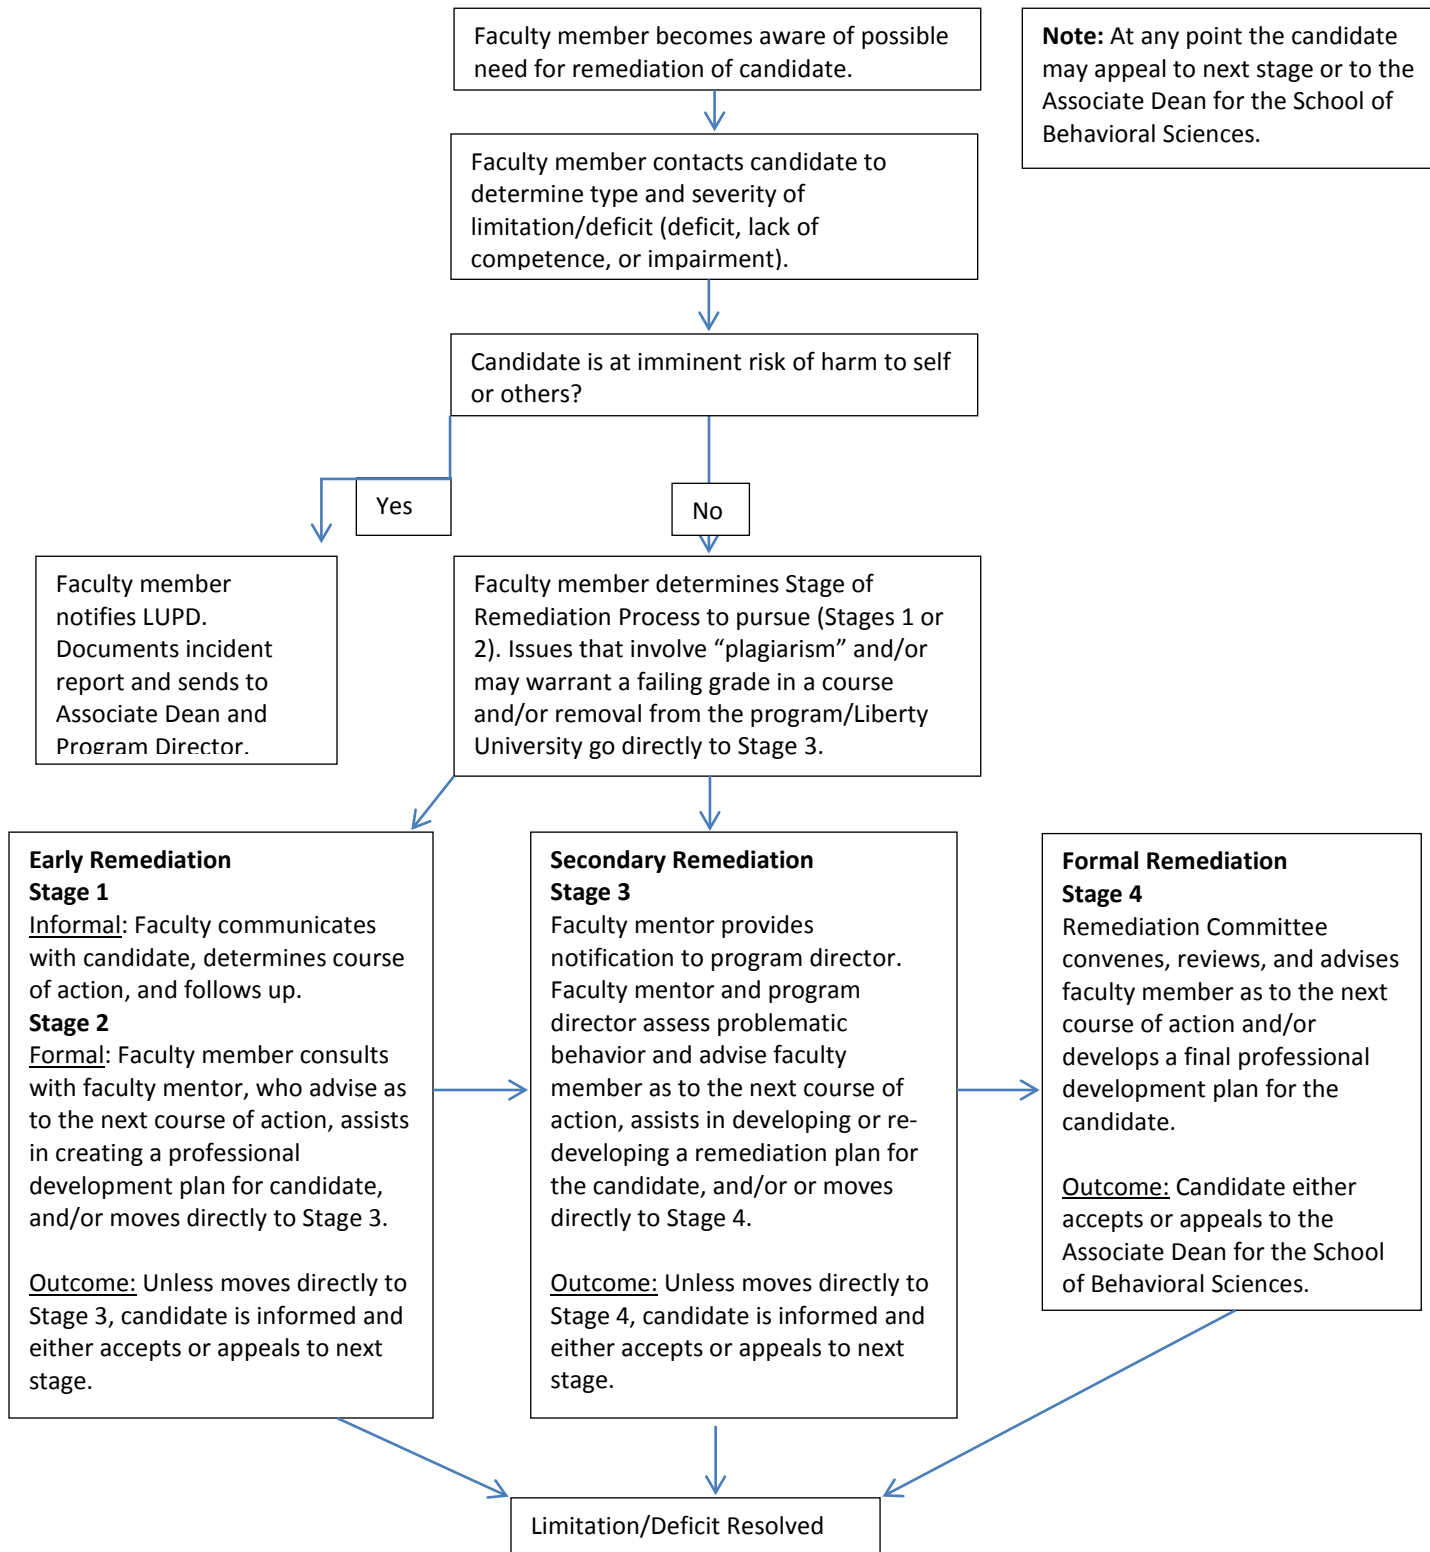 Faculty member becomes aware of possible
need for remediation of candidate.
Note: At any point the candidate
may appeal to next stage or to the
Associate Dean for the School of
Behavioral Sciences.
Faculty member contacts candidate to
determine type and severity of
limitation/deficit (deficit, lack of
competence, or impairment).
Candidate is at imminent risk of harm to self
or others?
Yes
No
Faculty member
notifies LUPD.
Documents incident
report and sends to
Associate Dean and
Program Director.
Faculty member determines Stage of
Remediation Process to pursue (Stages 1 or
2). Issues that involve “plagiarism” and/or
may warrant a failing grade in a course
and/or removal from the program/Liberty
University go directly to Stage 3.
Early Remediation
Stage 1
Informal: Faculty communicates
with candidate, determines course
of action, and follows up.
Stage 2
Formal: Faculty member consults
with faculty mentor, who advise as
to the next course of action, assists
in creating a professional
development plan for candidate,
and/or moves directly to Stage 3.
Outcome: Unless moves directly to
Stage 3, candidate is informed and
either accepts or appeals to next
stage.
Secondary Remediation
Stage 3
Faculty mentor provides
notification to program director.
Faculty mentor and program
director assess problematic
behavior and advise faculty
member as to the next course of
action, assists in developing or re-
developing a remediation plan for
the candidate, and/or or moves
directly to Stage 4.
Outcome: Unless moves directly to
Stage 4, candidate is informed and
either accepts or appeals to next
stage.
Formal Remediation
Stage 4
Remediation Committee
convenes, reviews, and advises
faculty member as to the next
course of action and/or
develops a final professional
development plan for the
candidate.
Outcome: Candidate either
accepts or appeals to the
Associate Dean for the School
of Behavioral Sciences.
Limitation/Deficit Resolved